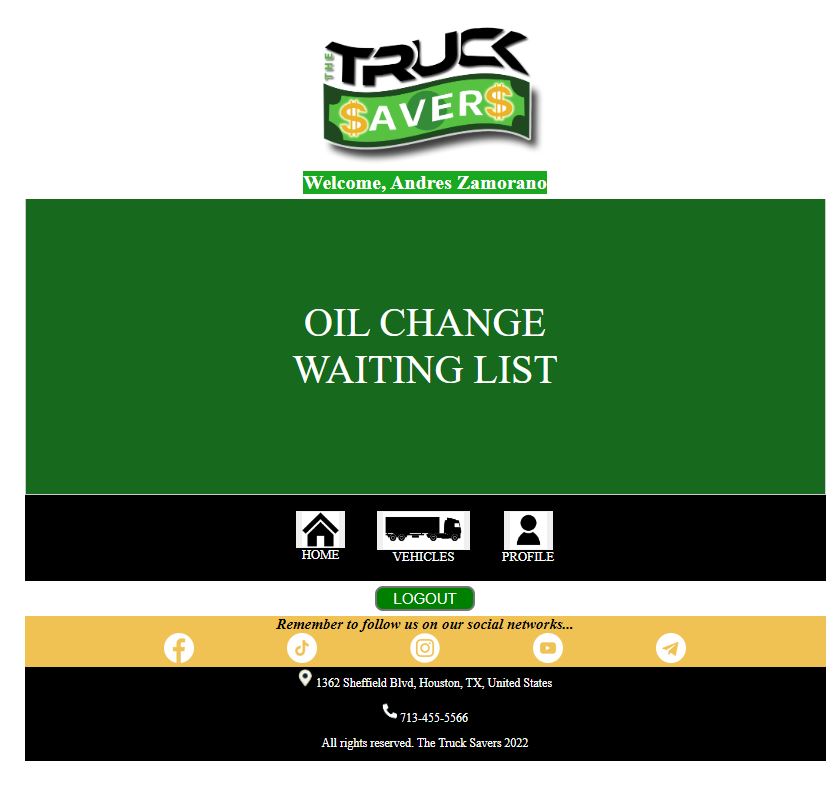 THE
TRUCK
$AVER$
Welcome, Andres Zamorano
OIL CHANGE
WAITING LIST
HOME
VEHICLES
PROFILE
LOGOUT
Remember to follow us on our social networks...
1362 Sheffield Blvd, Houston, TX, United States
713-455-5566
All rights reserved. The Truck Savers 2022